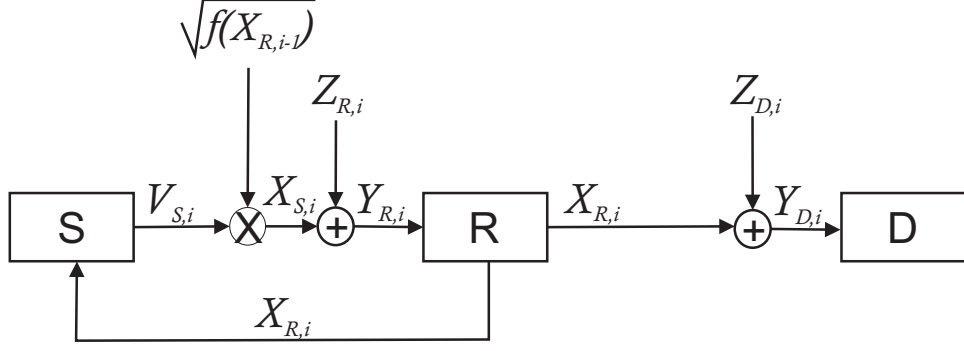 √f(X_{R,i-1})
Z_{R,i}
Z_{D,i}
S
V_{S,i}
X
X_{S,i}
+
Y_{R,i}
R
X_{R,i}
+
Y_{D,i}
D
X_{R,i}